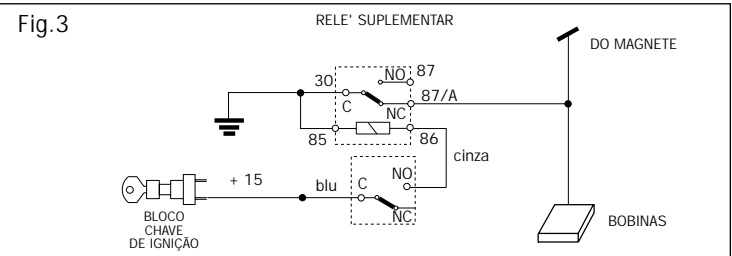 Fig.3
RELE' SUPLEMENTAR
DO MAGNETE
30
NO
87
C
NC
87/A
85
86
cinza
+ 15
blu
C
NO
NC
BLOCO
CHAVE
DE IGNIÇÃO
BOBINAS